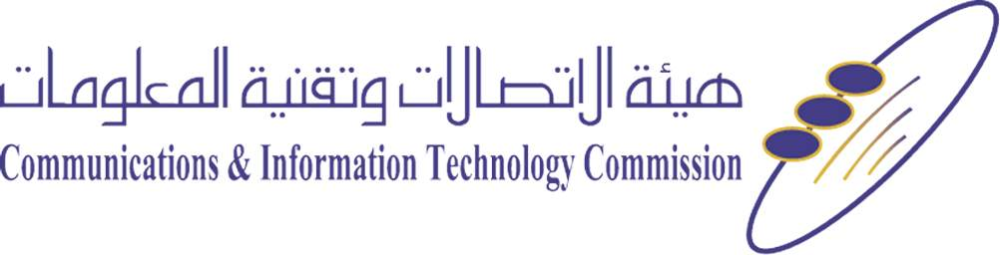 هيئة الاتصالات وتقنية المعلومات
Communications & Information Technology Commission